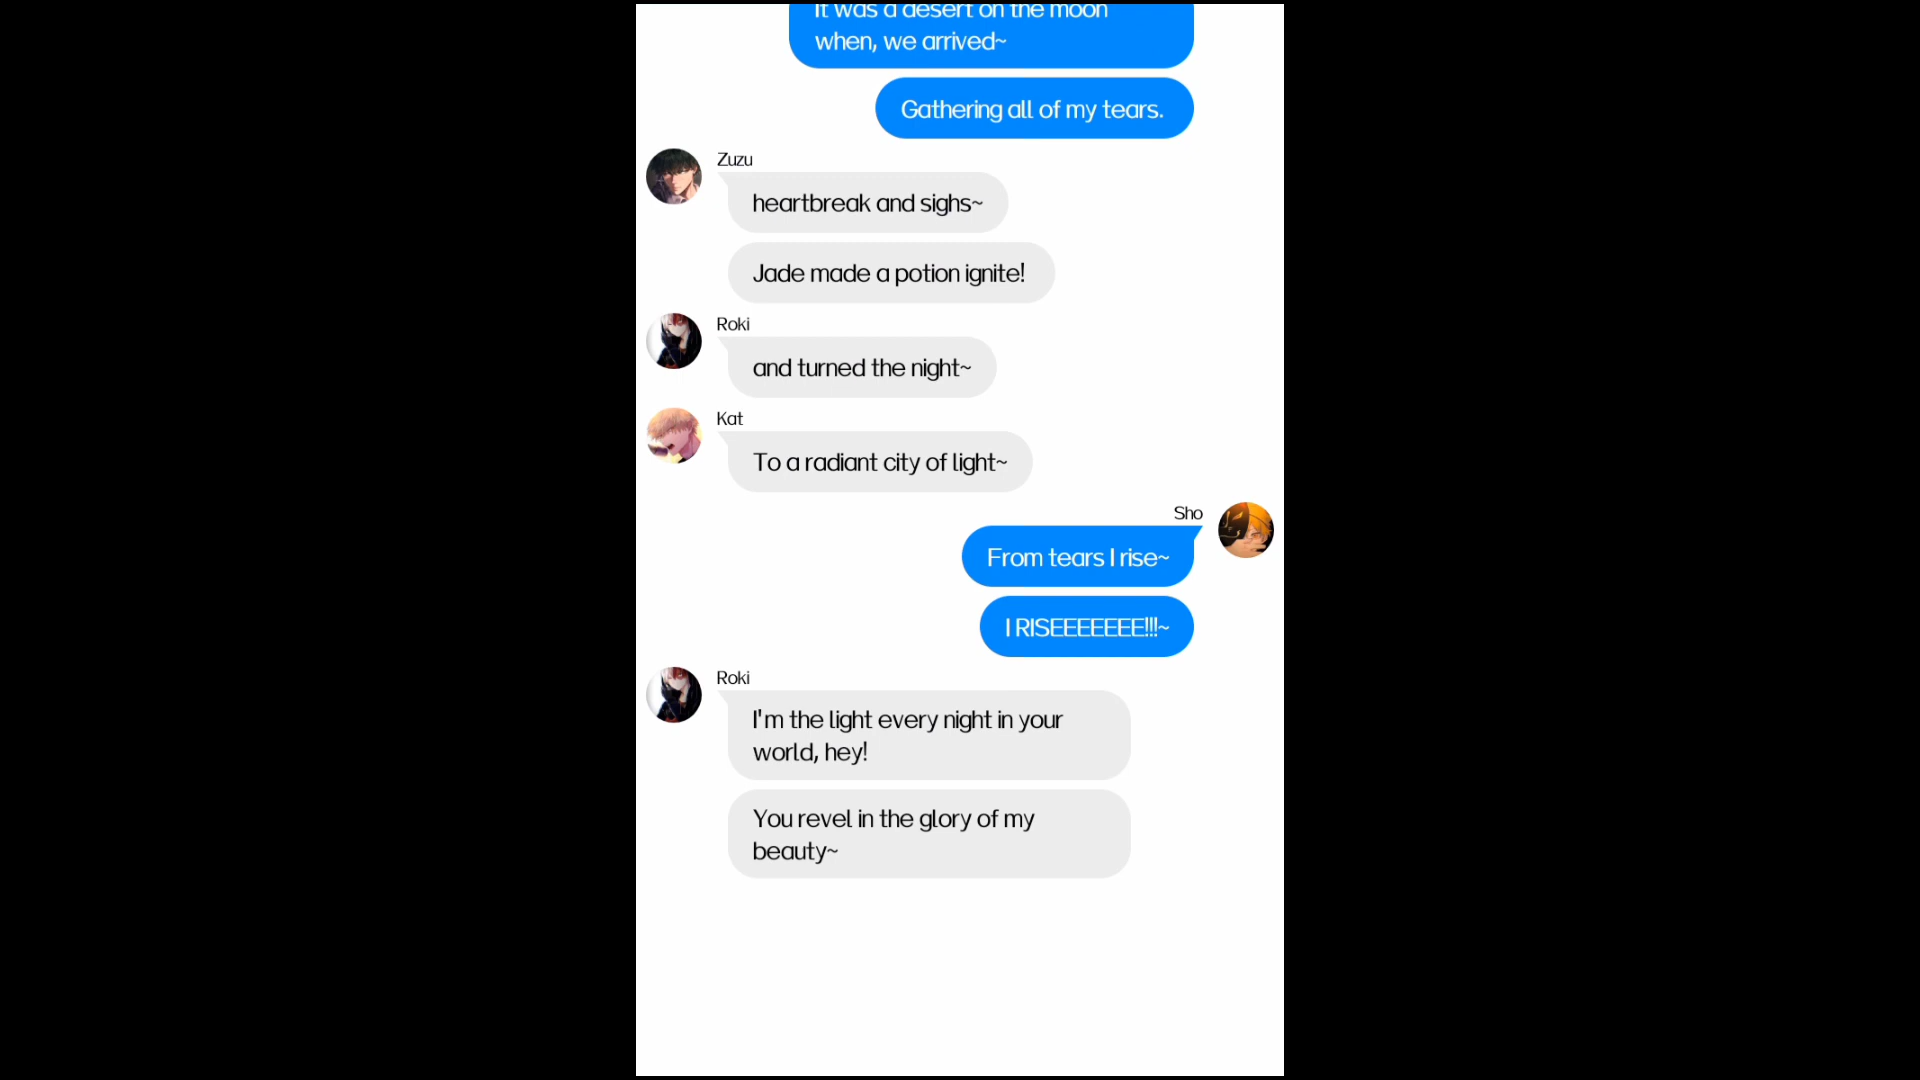 It was a desert on the moon
when, we arrived~
Gathering all of my tears.
Zuzu
heartbreak and sighs~
Jade made a potion ignite!
Roki
and turned the night~
Kat
To a radiant city of light~
Sho
From tears I rise~
I RISEEEEEEE!!!~
Roki
I'm the light every night in your
world, hey!
You revel in the glory of my
beauty~